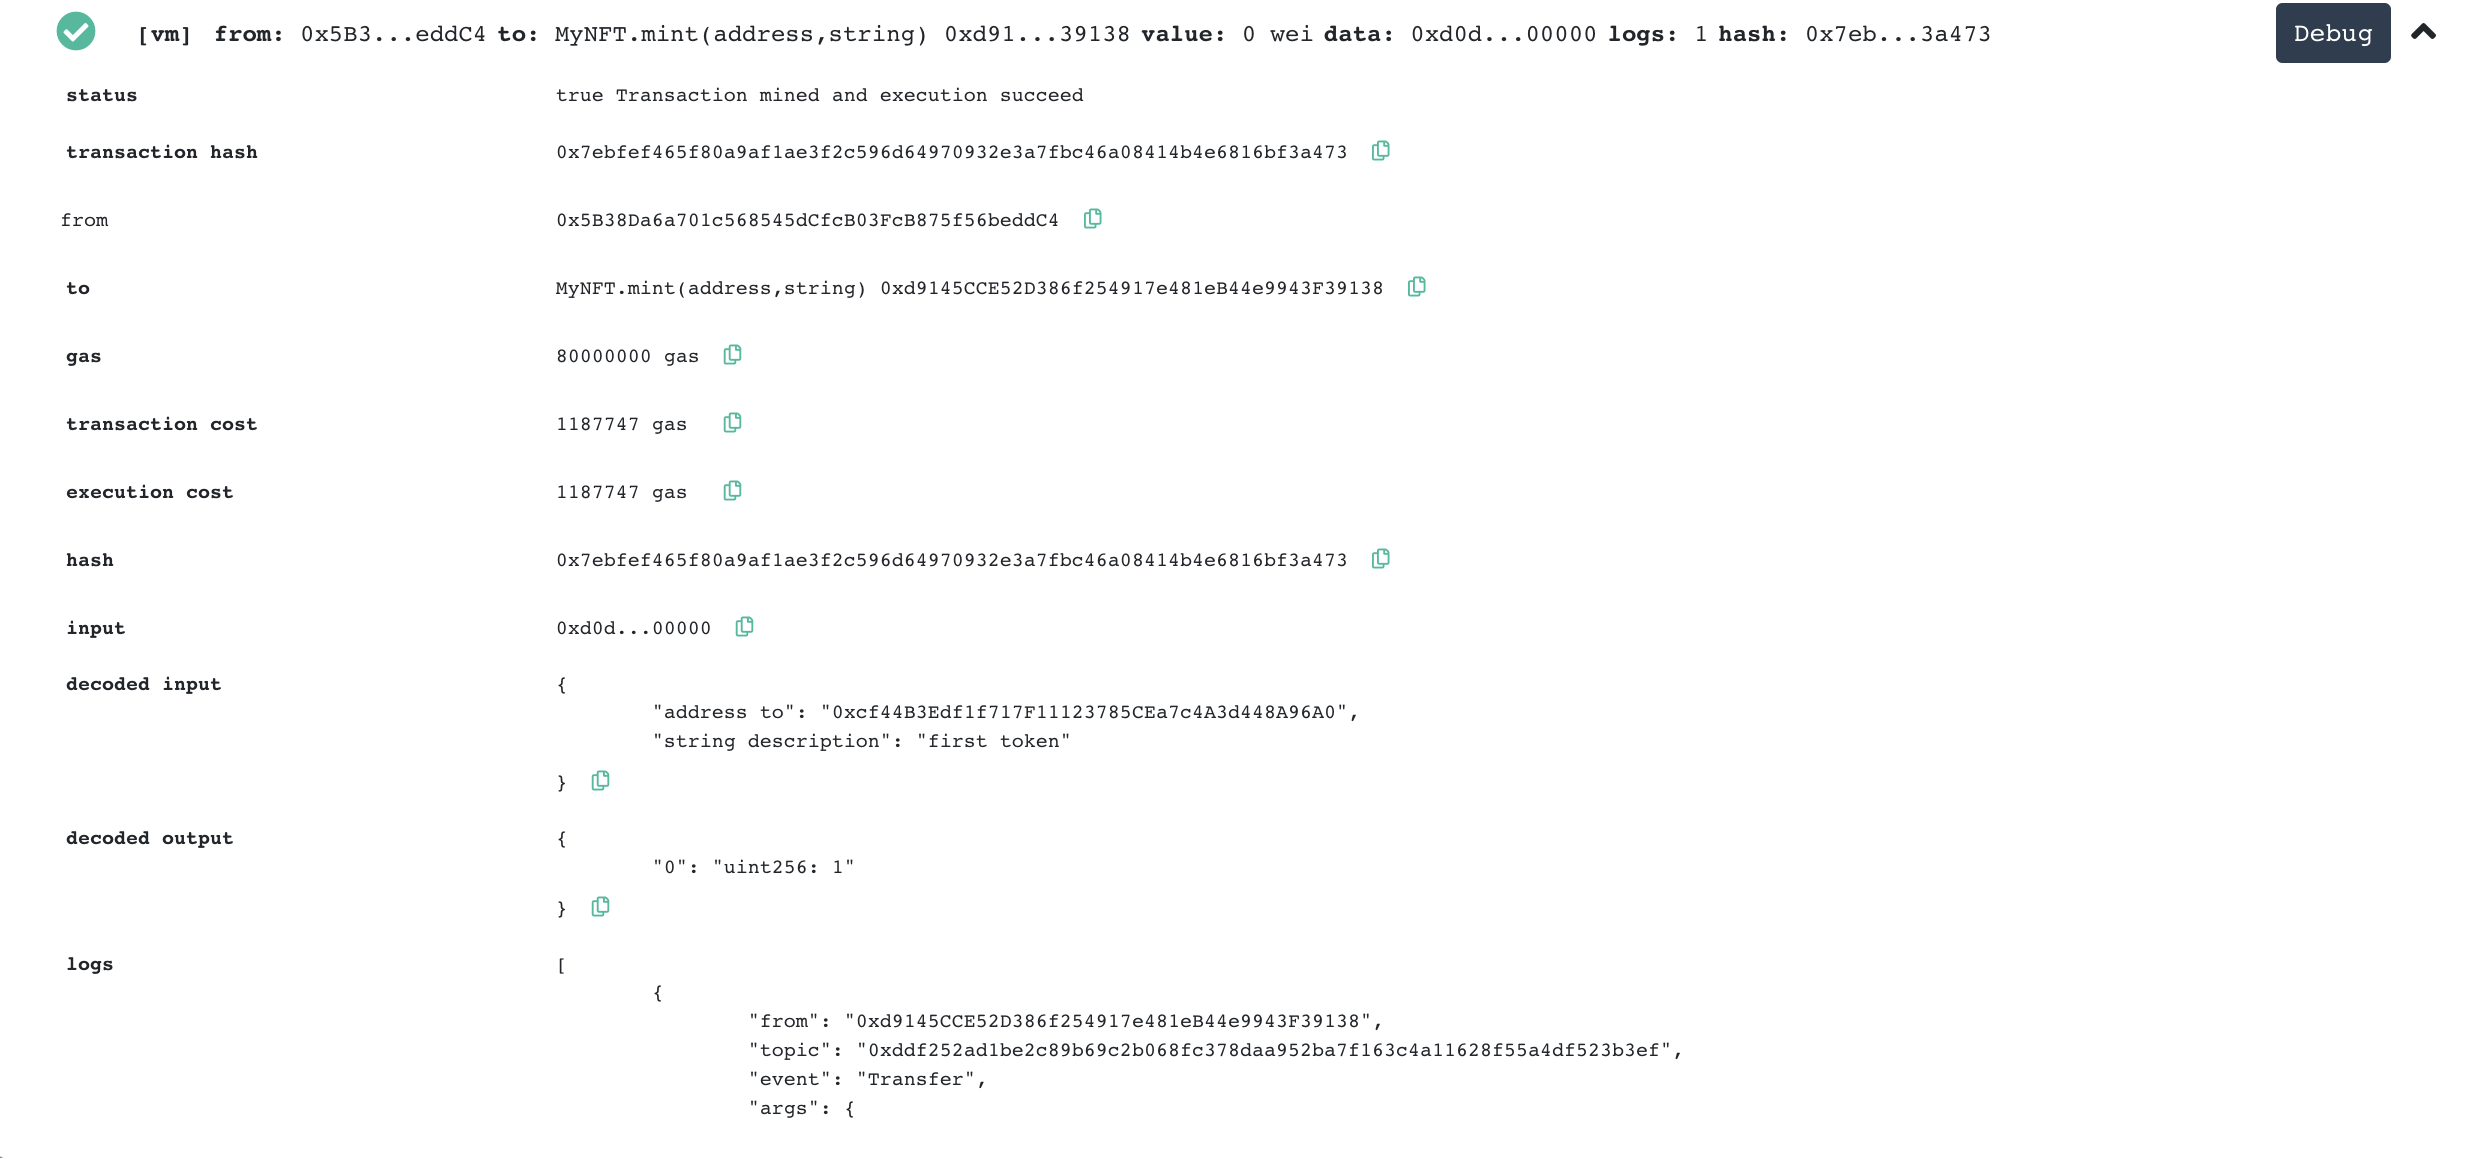 [vm] from: 0x5B3...eddC4 to: MyNFT.mint(address,string) 0xd91...39138 value: 0 wei data: 0xd0d...00000 logs: 1 hash: 0x7eb...3a473 Debug
status true Transaction mined and execution succeed
transaction hash 0x7ebfef465f80a9af1ae3f2c596d64970932e3a7fbc46a08414b4e6816bf3a473
from 0x5B38Da6a701c568545dCfcB03FcB875f56beddC4
to MyNFT.mint(address,string) 0xd9145CCE52D386f254917e481eB44e9943F39138
gas 80000000 gas
transaction cost 1187747 gas
execution cost 1187747 gas
hash 0x7ebfef465f80a9af1ae3f2c596d64970932e3a7fbc46a08414b4e6816bf3a473
input 0xd0d...00000
decoded input {
"address to": "0xcf44B3Edf1f717F11123785CEa7c4A3d448A96A0",
"string description": "first token"
}
decoded output {
"0": "uint256: 1"
}
logs [
{
"from": "0xd9145CCE52D386f254917e481eB44e9943F39138",
"topic": "0xddf252ad1be2c89b69c2b068fc378daa952ba7f163c4a11628f55a4df523b3ef",
"event": "Transfer",
"args": {